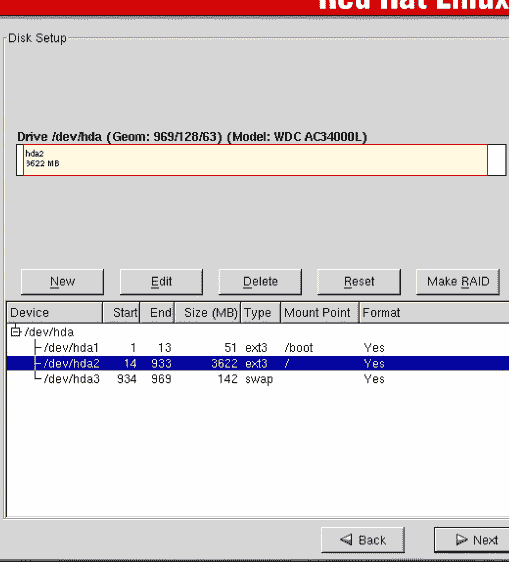 Red Hat Linux
Disk Setup
Drive /dev/hda (Geom: 969/128/63) (Model: WDC AC34000L)
hda2
3622 MB
New Edit Delete Reset Make RAID
Device Start End Size (MB) Type Mount Point Format
/dev/hda
/dev/hda1 1 13 51 ext3 /boot Yes
/dev/hda2 14 933 3622 ext3 / Yes
/dev/hda3 934 969 142 swap Yes
Back Next